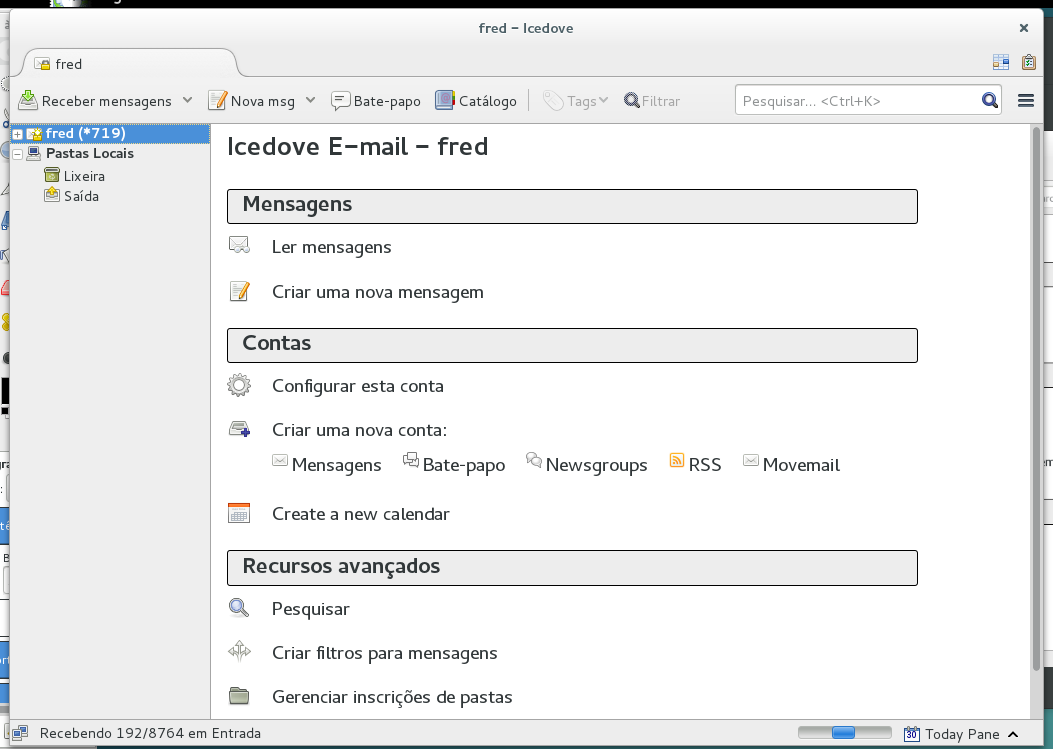 fred – Icedove
fred
Receber mensagens Nova msg Bate-papo Catálogo Tags Filtrar Pesquisar... <Ctrl+K>
fred (*719)
Pastas Locais
Lixeira
Saída
Icedove E-mail – fred
Mensagens
Ler mensagens
Criar uma nova mensagem
Contas
Configurar esta conta
Criar uma nova conta:
Mensagens Bate-papo Newsgroups RSS Movemail
Create a new calendar
Recursos avançados
Pesquisar
Criar filtros para mensagens
Gerenciar inscrições de pastas
Recebendo 192/8764 em Entrada 30 Today Pane